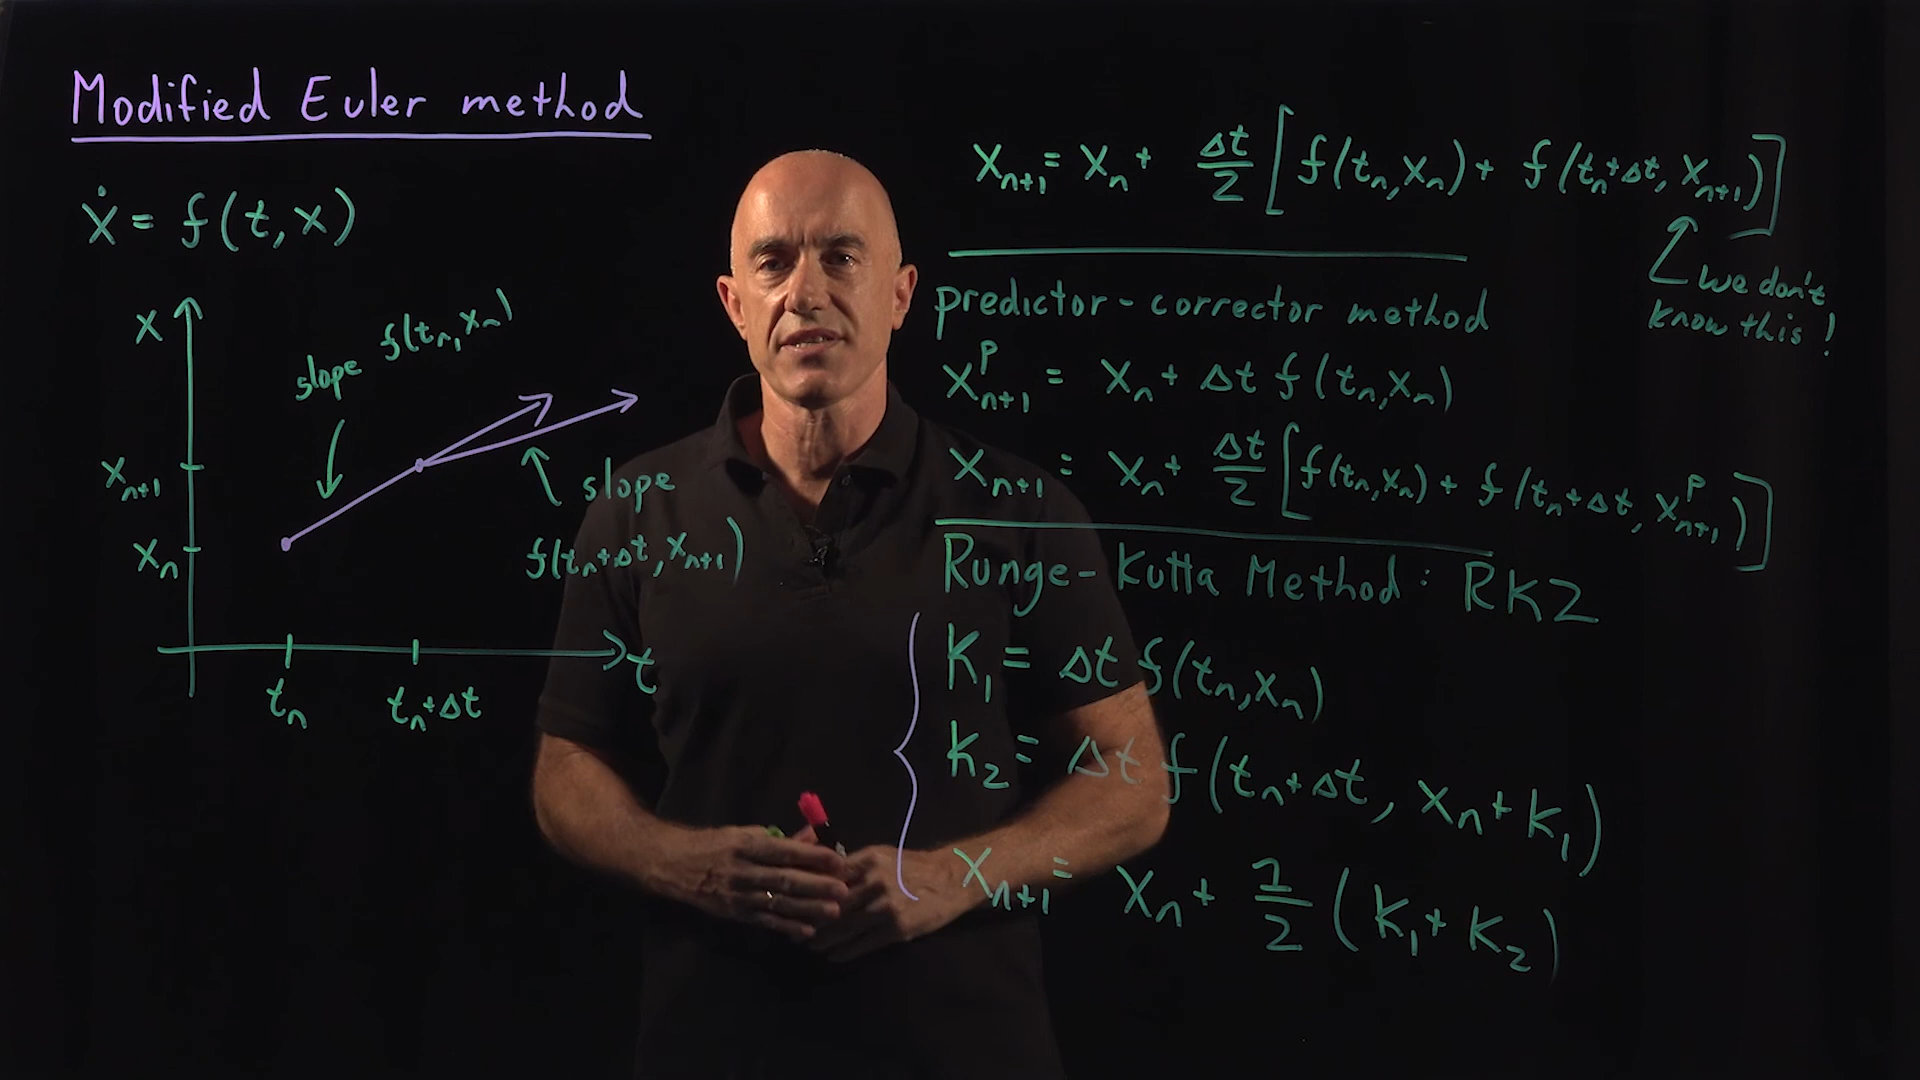 Modified Euler method
ẋ = f(t, x)
x
slope f(tₙ, xₙ)
xₙ₊₁
xₙ
slope
f(tₙ+Δt, xₙ₊₁)
t
tₙ
tₙ+Δt
xₙ₊₁ = xₙ + Δt/2 [f(tₙ, xₙ) + f(tₙ+Δt, xₙ₊₁)]
we don't
know this!
predictor-corrector method
xᵖₙ₊₁ = xₙ + Δt f(tₙ, xₙ)
xₙ₊₁ = xₙ + Δt/2 [f(tₙ, xₙ) + f(tₙ+Δt, xᵖₙ₊₁)]
Runge-Kutta Method: RK2
K₁ = Δt f(tₙ, xₙ)
K₂ = Δt f(tₙ+Δt, xₙ+K₁)
xₙ₊₁ = xₙ + 1/2 (K₁+K₂)